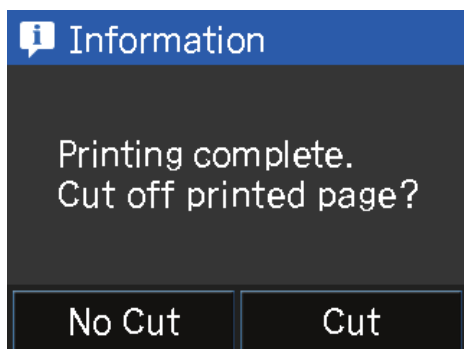 Information
Printing complete.
Cut off printed page?
No Cut
Cut